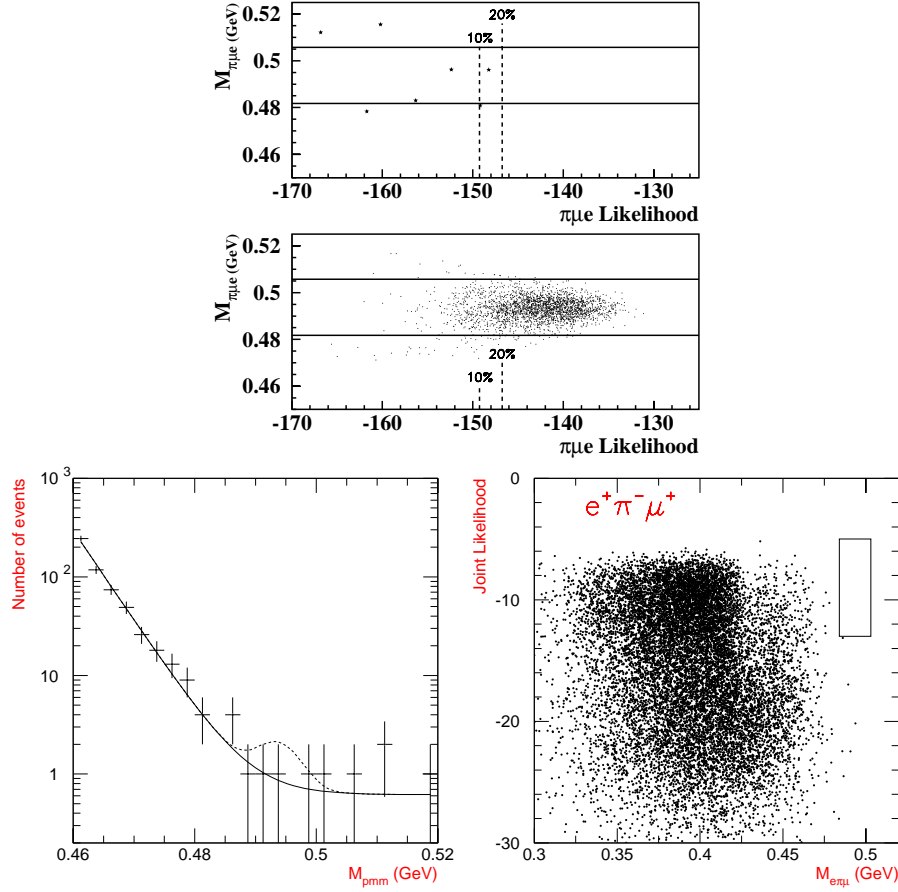 M_πμe (GeV)
0.52
0.5
0.48
0.46
20%
10%
-170 -160 -150 -140 -130
πμe Likelihood
M_πμe (GeV)
0.52
0.5
0.48
0.46
20%
10%
-170 -160 -150 -140 -130
πμe Likelihood
Number of events
10^3
10^2
10
1
0.46 0.48 0.5 0.52
M_pmm (GeV)
Joint Likelihood
e^+ π^- μ^+
0
-10
-20
-30
0.3 0.35 0.4 0.45 0.5
M_eπμ (GeV)